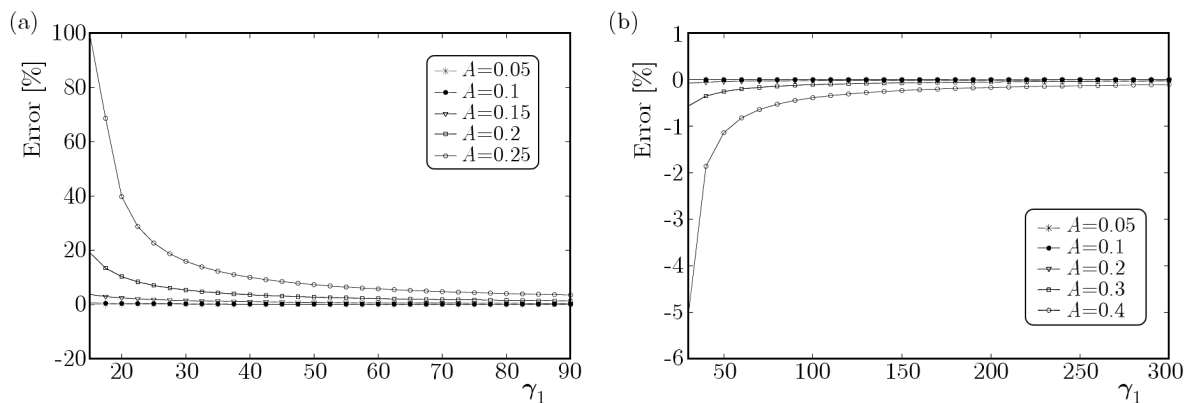 (a)
100
80
60
40
20
0
-20
Error [%]
A=0.05
A=0.1
A=0.15
A=0.2
A=0.25
20 30 40 50 60 70 80 90
γ₁
(b)
1
0
-1
-2
-3
-4
-5
-6
Error [%]
A=0.05
A=0.1
A=0.2
A=0.3
A=0.4
50 100 150 200 250 300
γ₁